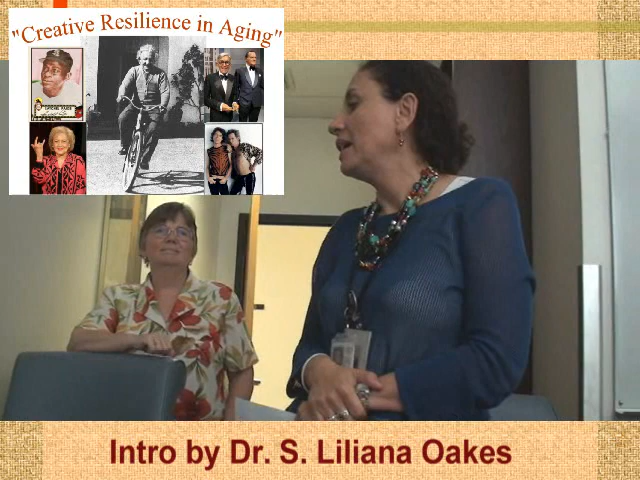 "Creative Resilience in Aging"
Intro by Dr. S. Liliana Oakes